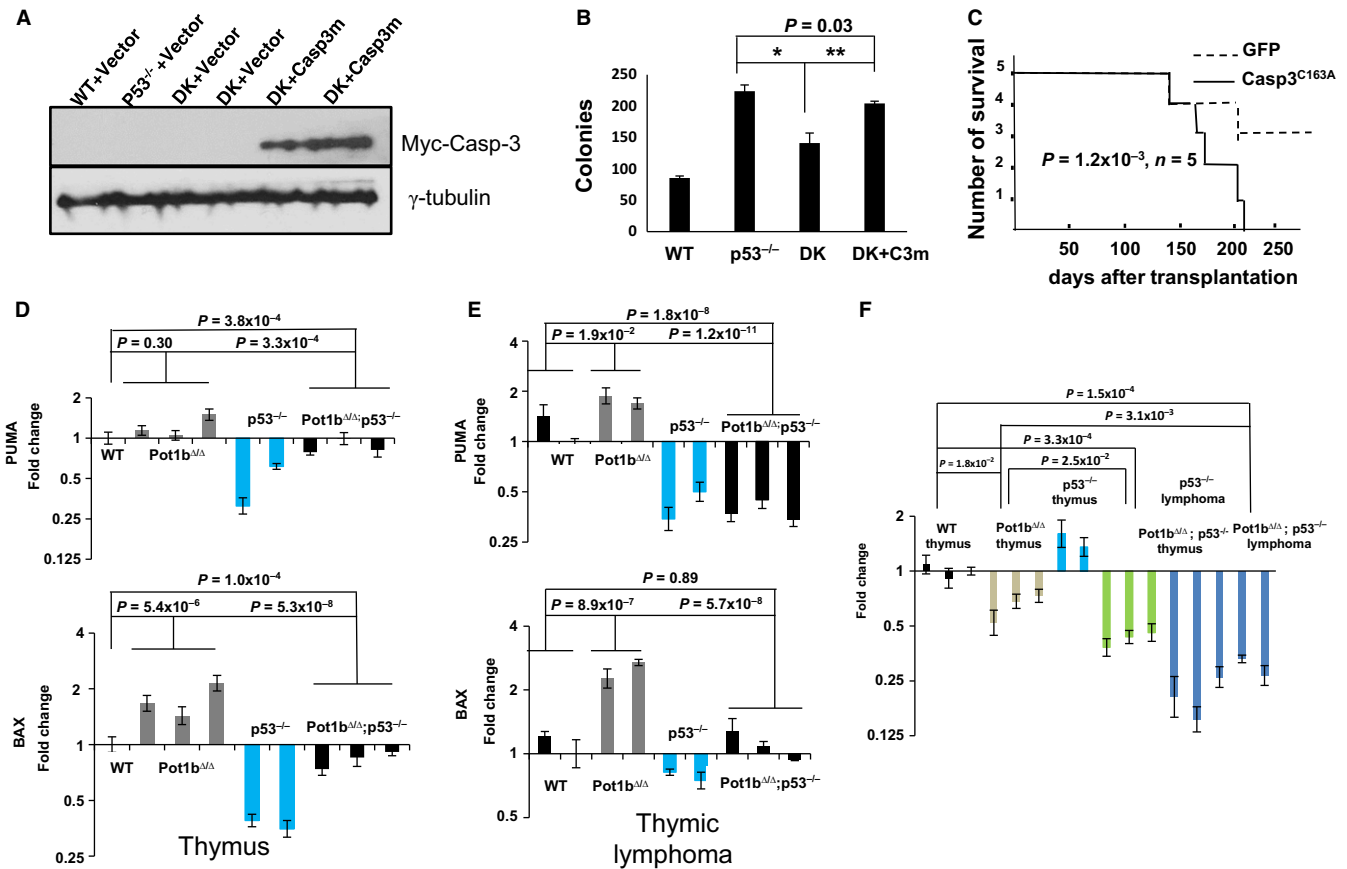 A
WT+Vector
P53–/– +Vector
DK+Vector
DK+Vector
DK+Casp3m
DK+Casp3m
Myc-Casp-3
γ-tubulin
B
P = 0.03
* **
Colonies
250
200
150
100
50
0
WT p53–/– DK DK+C3m
C
GFP
Casp3C163A
Number of survival
5
4
3
2
1
P = 1.2x10–3, n = 5
50 100 150 200 250
days after transplantation
D
P = 3.8x10–4
P = 0.30 P = 3.3x10–4
PUMA
Fold change
2
1
0.5
0.25
0.125
WT
Pot1bΔ/Δ
p53–/–
Pot1bΔ/Δ;p53–/–
P = 1.0x10–4
P = 5.4x10–6 P = 5.3x10–8
BAX
Fold change
4
2
1
0.5
0.25
WT
Pot1bΔ/Δ
p53–/–
Pot1bΔ/Δ;p53–/–
Thymus
E
P = 1.8x10–8
P = 1.9x10–2 P = 1.2x10–11
PUMA
Fold change
4
2
1
0.5
0.25
WT
Pot1bΔ/Δ
p53–/–
Pot1bΔ/Δ;p53–/–
P = 0.89
P = 8.9x10–7 P = 5.7x10–8
BAX
Fold change
4
2
1
0.5
WT
Pot1bΔ/Δ
p53–/–
Pot1bΔ/Δ;p53–/–
Thymic
lymphoma
F
P = 1.5x10–4
P = 3.1x10–3
P = 3.3x10–4
P = 1.8x10–2
P = 2.5x10–2
Fold change
2
1
0.5
0.25
0.125
WT
thymus
Pot1bΔ/Δ
thymus
p53–/–
thymus
p53–/–
lymphoma
Pot1bΔ/Δ; p53-/-
thymus
Pot1bΔ/Δ; p53–/–
lymphoma